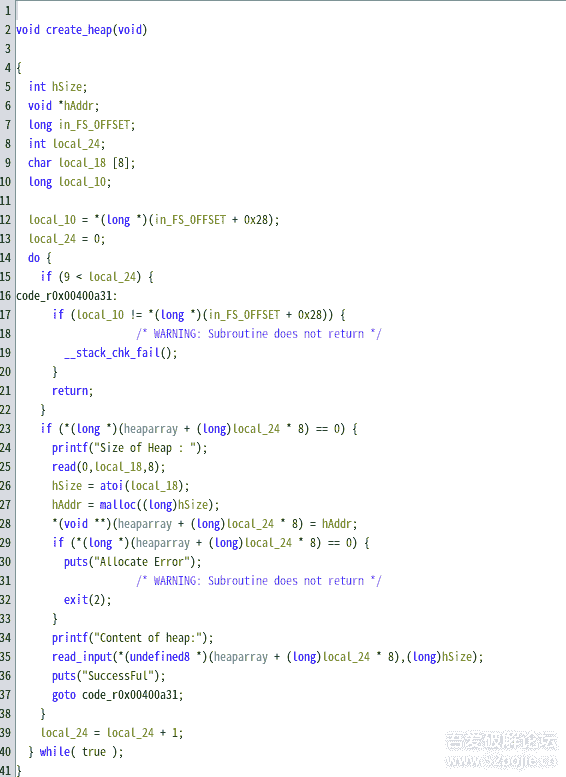 1
2 void create_heap(void)
3
4 {
5 int hSize;
6 void *hAddr;
7 long in_FS_OFFSET;
8 int local_24;
9 char local_18 [8];
10 long local_10;
11
12 local_10 = *(long *)(in_FS_OFFSET + 0x28);
13 local_24 = 0;
14 do {
15 if (9 < local_24) {
16 code_r0x00400a31:
17 if (local_10 != *(long *)(in_FS_OFFSET + 0x28)) {
18 /* WARNING: Subroutine does not return */
19 __stack_chk_fail();
20 }
21 return;
22 }
23 if (*(long *)(heaparray + (long)local_24 * 8) == 0) {
24 printf("Size of Heap : ");
25 read(0,local_18,8);
26 hSize = atoi(local_18);
27 hAddr = malloc((long)hSize);
28 *(void **)(heaparray + (long)local_24 * 8) = hAddr;
29 if (*(long *)(heaparray + (long)local_24 * 8) == 0) {
30 puts("Allocate Error");
31 /* WARNING: Subroutine does not return */
32 exit(2);
33 }
34 printf("Content of heap:");
35 read_input(*(undefined8 *)(heaparray + (long)local_24 * 8),(long)hSize);
36 puts("SuccessFul");
37 goto code_r0x00400a31;
38 }
39 local_24 = local_24 + 1;
40 } while( true );
41 }
吾爱破解论坛
www.52pojie.cn